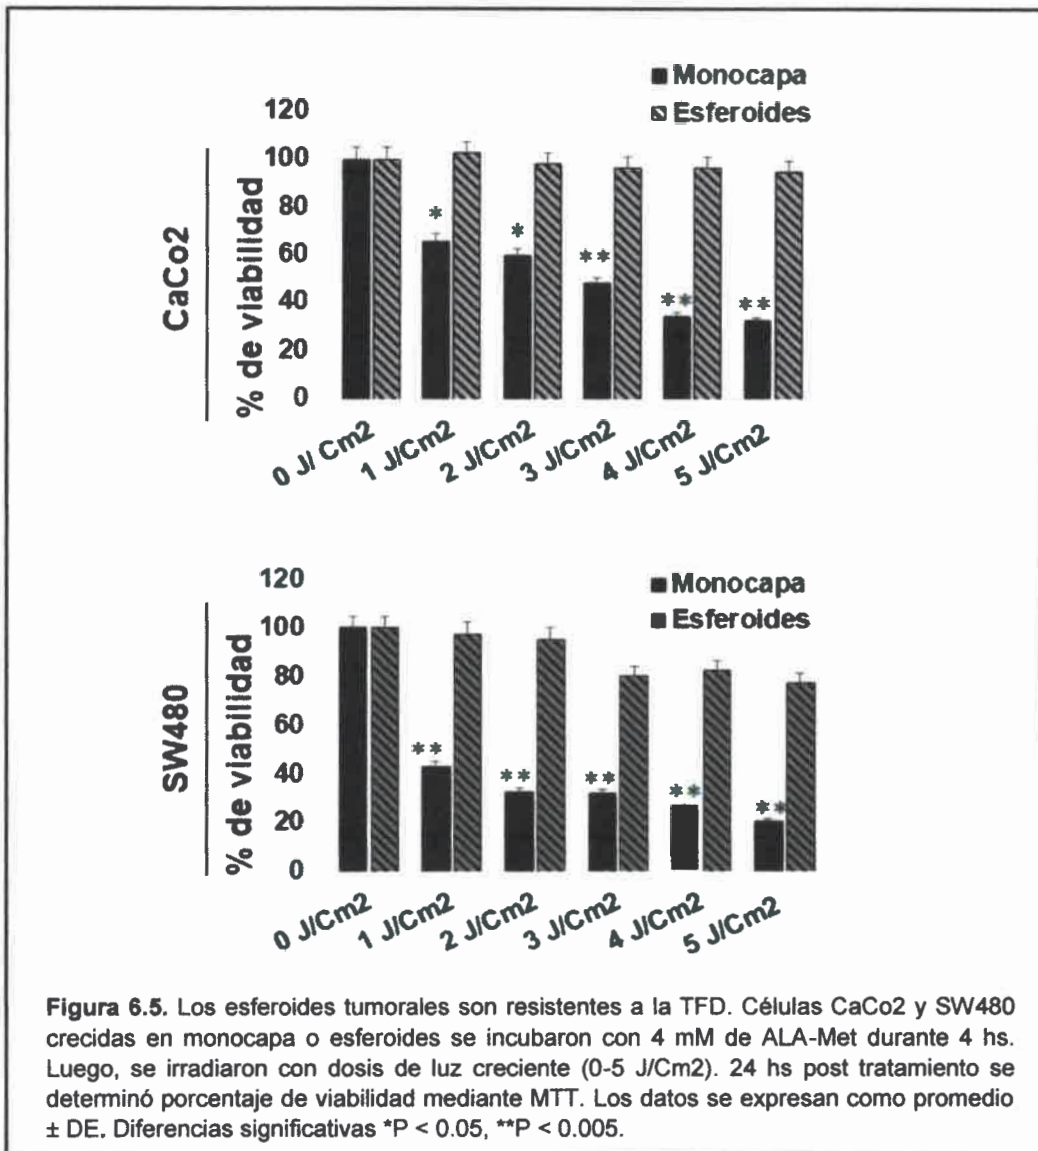 Monocapa
Esferoides
120
100
80
60
40
20
0
% de viabilidad
CaCo2
0 J/ Cm2
1 J/Cm2
2 J/Cm2
3 J/Cm2
4 J/Cm2
5 J/Cm2
*
*
**
**
**
Monocapa
Esferoides
120
100
80
60
40
20
0
% de viabilidad
SW480
0 J/Cm2
1 J/Cm2
2 J/Cm2
3 J/Cm2
4 J/Cm2
5 J/Cm2
**
**
**
**
**
Figura 6.5. Los esferoides tumorales son resistentes a la TFD. Células CaCo2 y SW480
crecidas en monocapa o esferoides se incubaron con 4 mM de ALA-Met durante 4 hs.
Luego, se irradiaron con dosis de luz creciente (0-5 J/Cm2). 24 hs post tratamiento se
determinó porcentaje de viabilidad mediante MTT. Los datos se expresan como promedio
± DE. Diferencias significativas *P < 0.05, **P < 0.005.